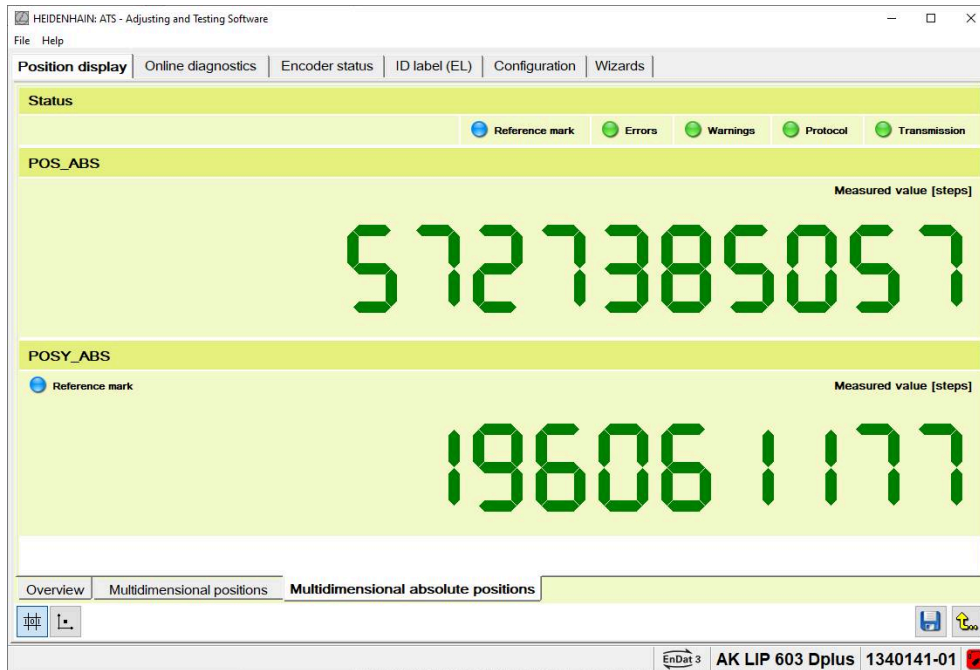 HEIDENHAIN: ATS - Adjusting and Testing Software
File Help
Position display Online diagnostics Encoder status ID label (EL) Configuration Wizards
Status
Reference mark Errors Warnings Protocol Transmission
POS_ABS
Measured value [steps]
5727385057
POSY_ABS
Reference mark Measured value [steps]
196061177
Overview Multidimensional positions Multidimensional absolute positions
EnDat 3 AK LIP 603 Dplus 1340141-01